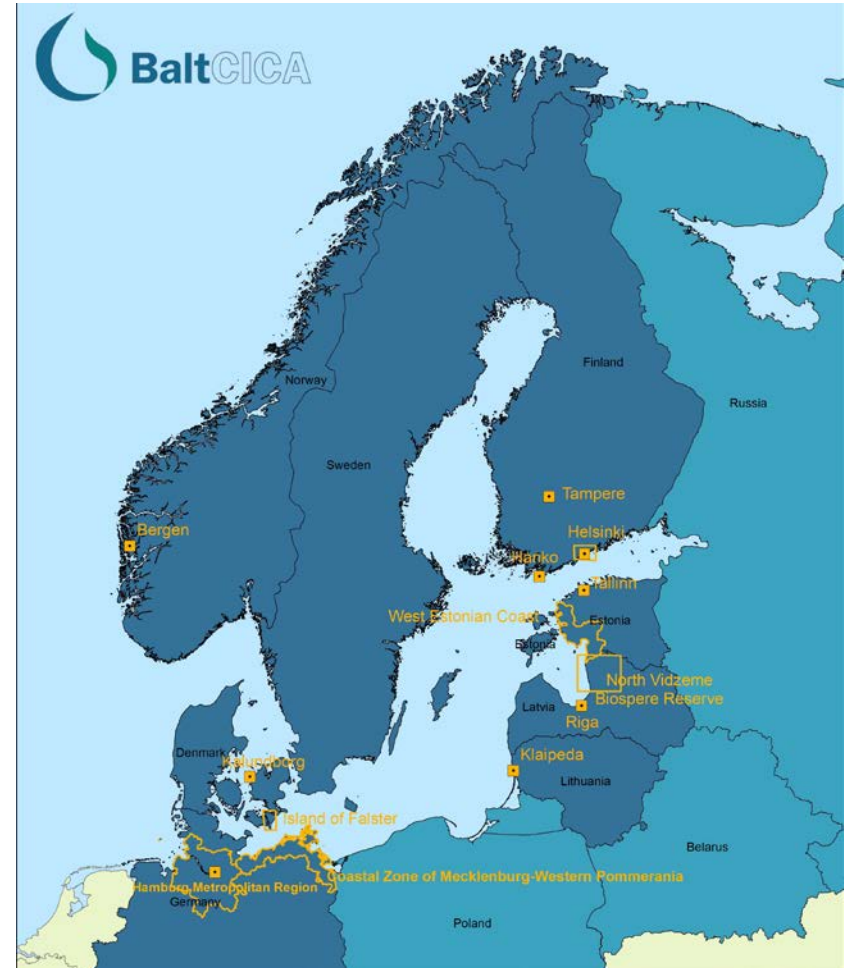 BaltCICA
Finland
Norway
Russia
Sweden
Tampere
Bergen
Helsinki
Hanko
Tallinn
West Estonian Coast
Estonia
Estonia
North Vidzeme
Biospere Reserve
Latvia
Riga
Denmark
Kalundborg
Klaipeda
Lithuania
Island of Falster
Belarus
Coastal Zone of Mecklenburg-Western Pommerania
Hamburg Metropolitan Region
Germany
Poland